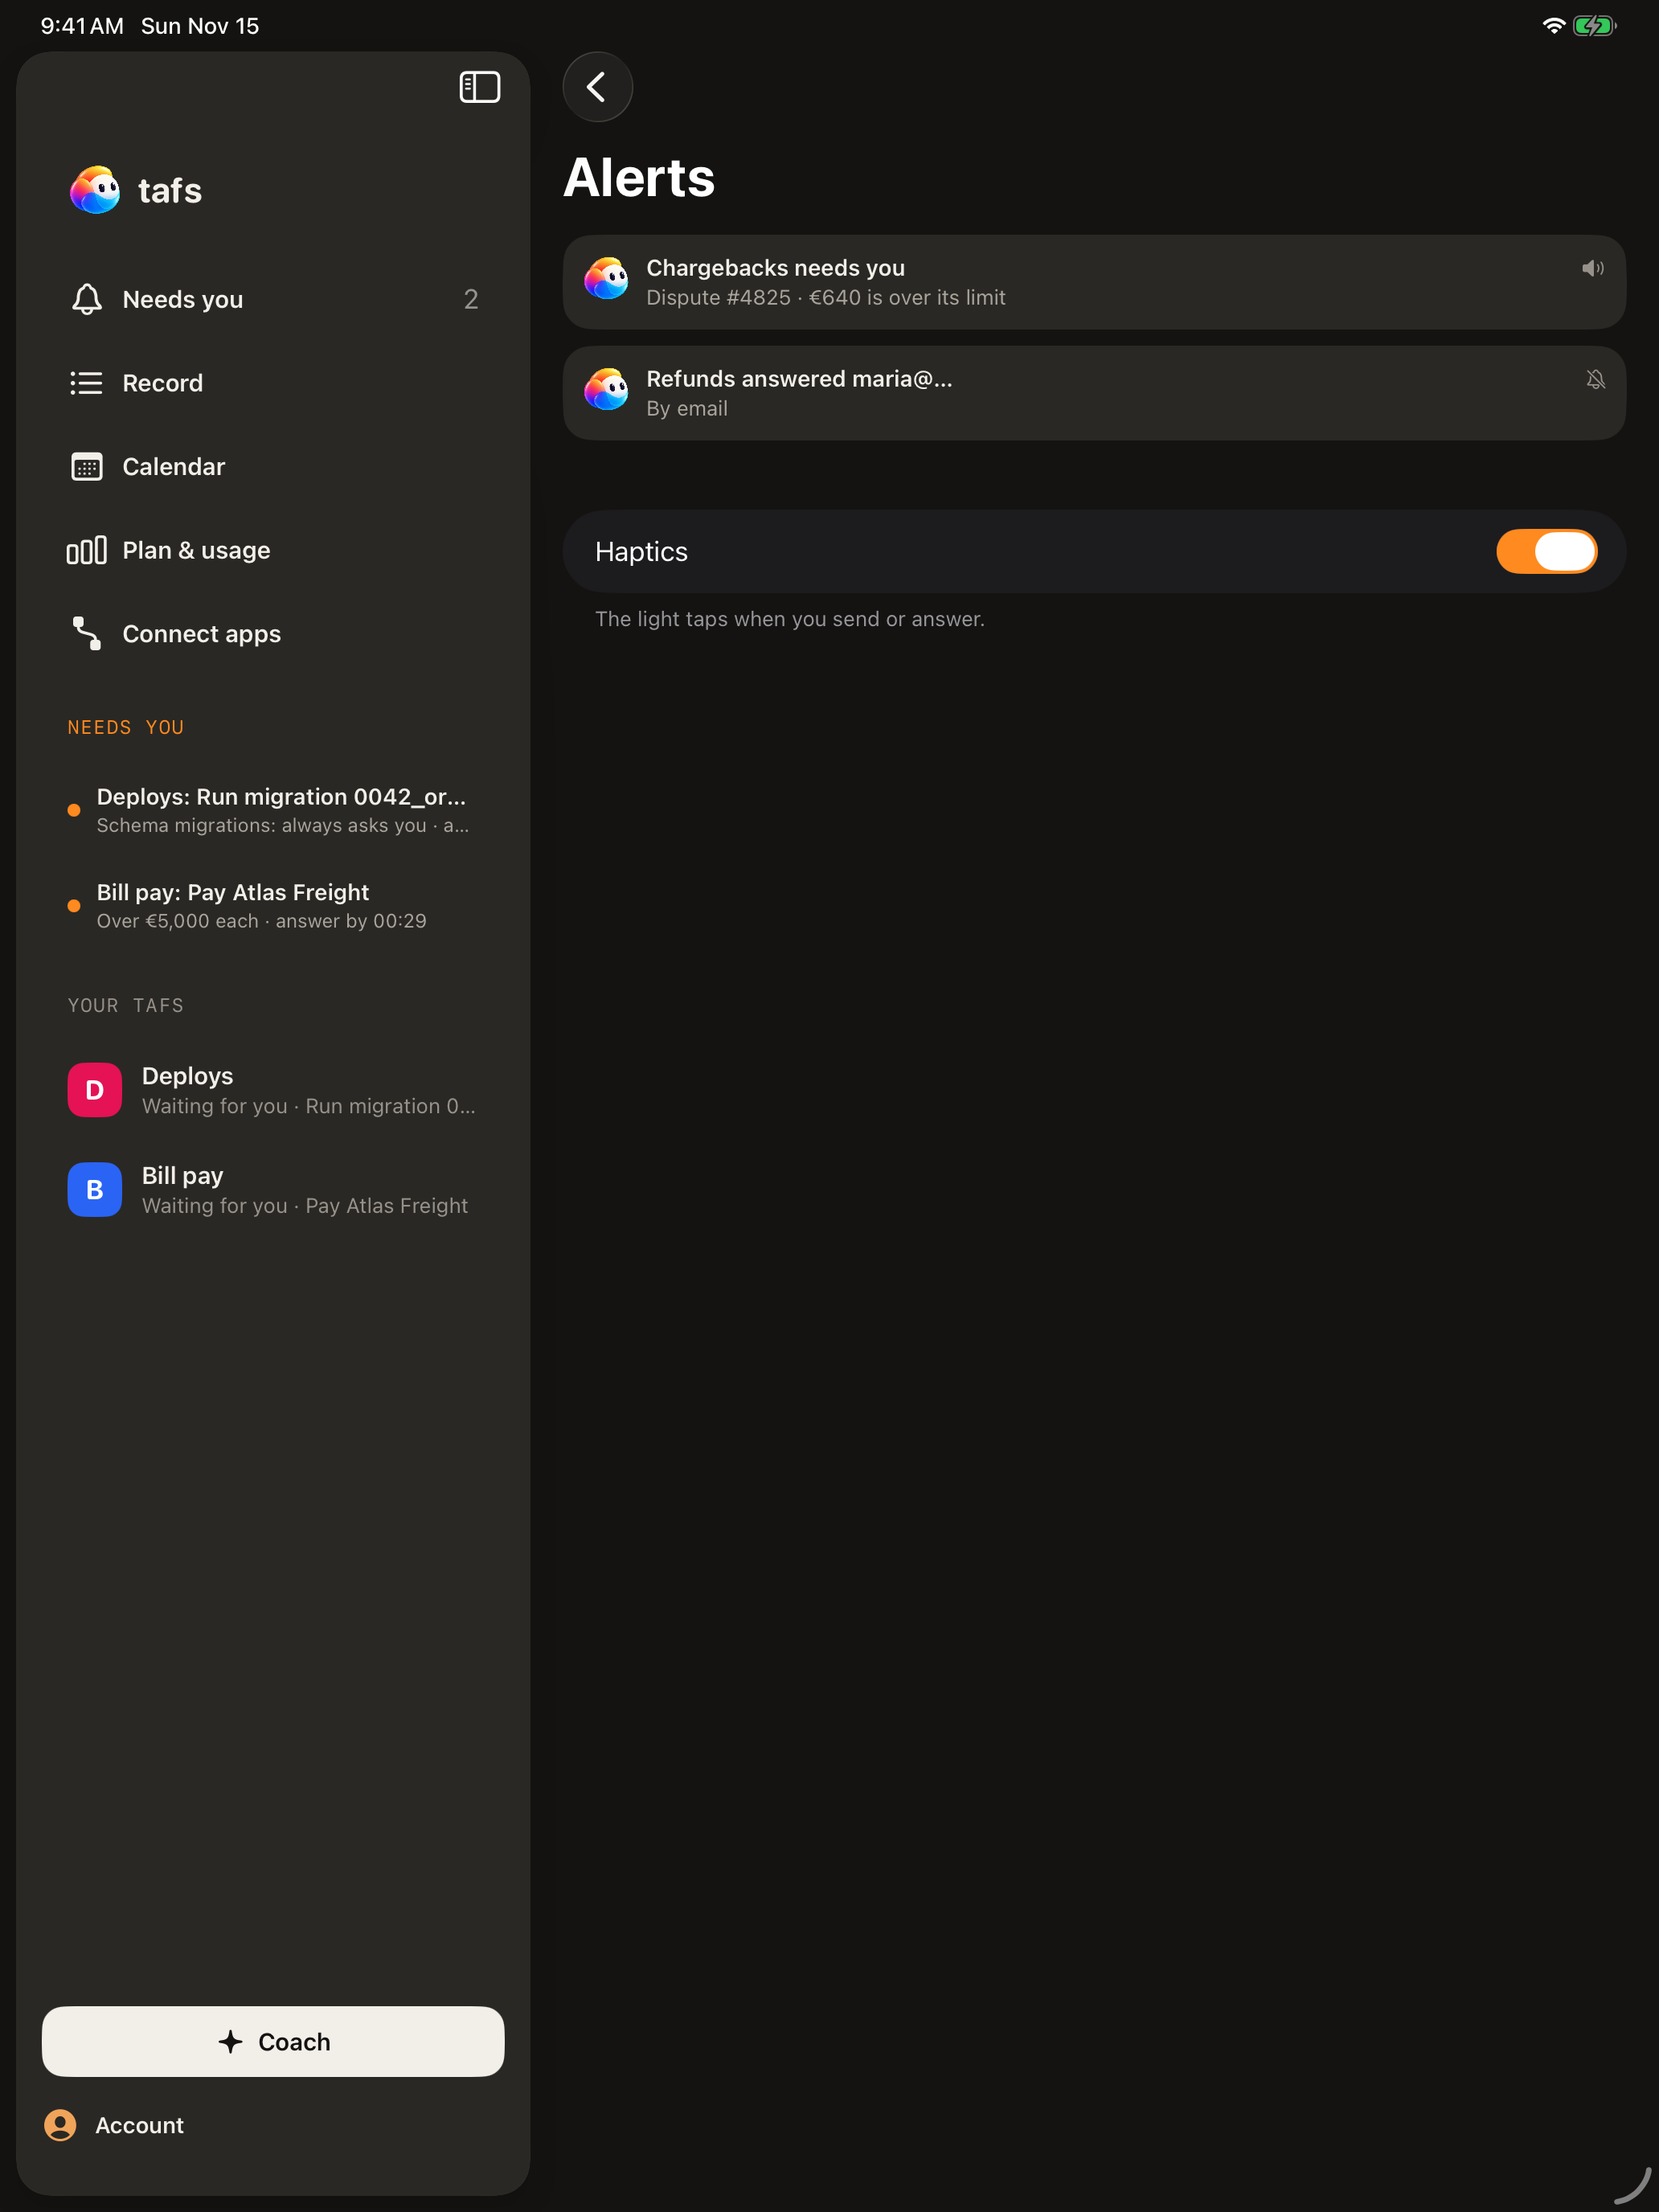 9:41 AM Sun Nov 15
tafs
Needs you 2
Record
Calendar
Plan & usage
Connect apps
NEEDS YOU
Deploys: Run migration 0042_or...
Schema migrations: always asks you · a...
Bill pay: Pay Atlas Freight
Over €5,000 each · answer by 00:29
YOUR TAFS
D
Deploys
Waiting for you · Run migration 0...
B
Bill pay
Waiting for you · Pay Atlas Freight
Coach
Account
Alerts
Chargebacks needs you
Dispute #4825 · €640 is over its limit
Refunds answered maria@...
By email
Haptics
The light taps when you send or answer.